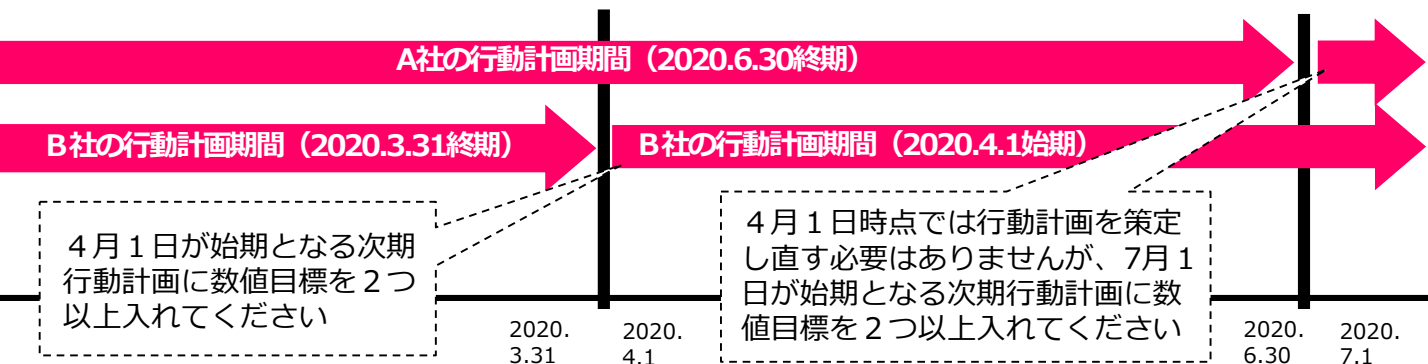 A社の行動計画期間（2020.6.30終期）
B社の行動計画期間（2020.3.31終期）
B社の行動計画期間（2020.4.1始期）
４月１日が始期となる次期
行動計画に数値目標を２つ
以上入れてください
４月１日時点では行動計画を策定
し直す必要はありませんが、7月１
日が始期となる次期行動計画に数
値目標を２つ以上入れてください
2020.
3.31
2020.
4.1
2020.
6.30
2020.
7.1